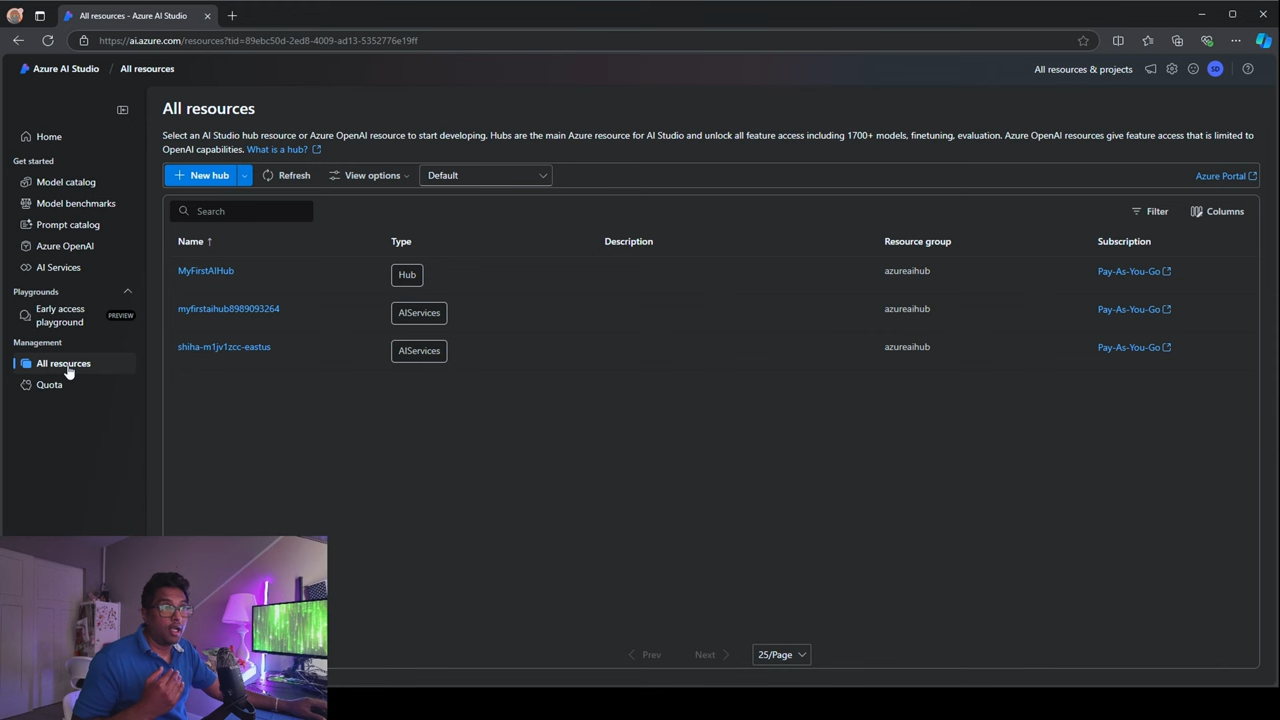 All resources - Azure AI Studio
https://ai.azure.com/resources?tid=89ebc50d-2ed8-4009-ad13-5352776e19ff
Azure AI Studio / All resources
All resources & projects
SD
Home
Get started
Model catalog
Model benchmarks
Prompt catalog
Azure OpenAI
AI Services
Playgrounds
Early access
playground
PREVIEW
Management
All resources
Quota
All resources
Select an AI Studio hub resource or Azure OpenAI resource to start developing. Hubs are the main Azure resource for AI Studio and unlock all feature access including 1700+ models, finetuning, evaluation. Azure OpenAI resources give feature access that is limited to
OpenAI capabilities. What is a hub?
New hub Refresh View options Default Azure Portal
Search Filter Columns
Name Type Description Resource group Subscription
MyFirstAIHub Hub azureaihub Pay-As-You-Go
myfirstaihub8989093264 AIServices azureaihub Pay-As-You-Go
shiha-m1jv1zcc-eastus AIServices azureaihub Pay-As-You-Go
Prev Next 25/Page